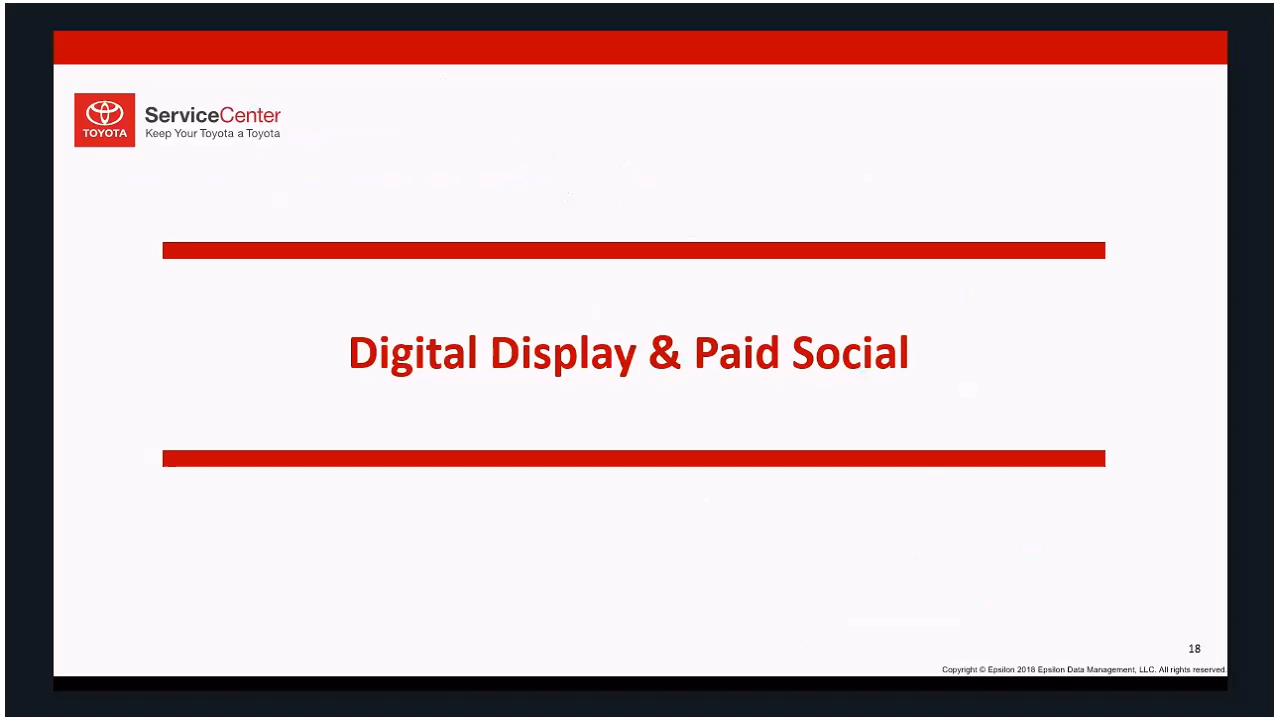 TOYOTA
ServiceCenter
Keep Your Toyota a Toyota
Digital Display & Paid Social
18
Copyright © Epsilon 2018 Epsilon Data Management, LLC. All rights reserved.